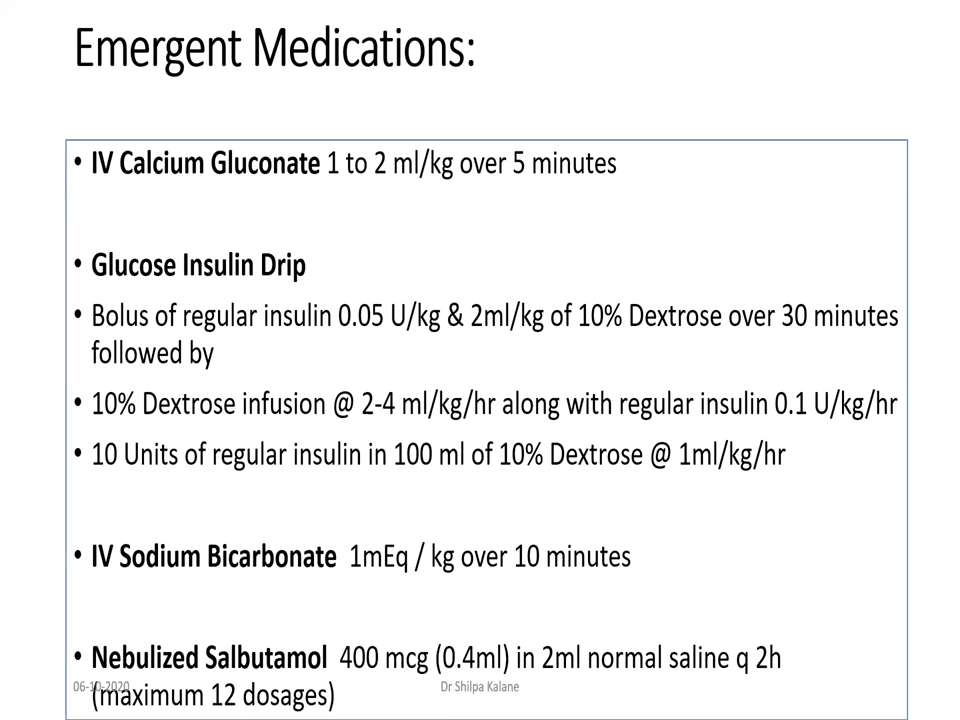 Emergent Medications:
• IV Calcium Gluconate 1 to 2 ml/kg over 5 minutes
• Glucose Insulin Drip
• Bolus of regular insulin 0.05 U/kg & 2ml/kg of 10% Dextrose over 30 minutes
followed by
• 10% Dextrose infusion @ 2-4 ml/kg/hr along with regular insulin 0.1 U/kg/hr
• 10 Units of regular insulin in 100 ml of 10% Dextrose @ 1ml/kg/hr
• IV Sodium Bicarbonate 1mEq / kg over 10 minutes
• Nebulized Salbutamol 400 mcg (0.4ml) in 2ml normal saline q 2h
(maximum 12 dosages)
06-10-2020
Dr Shilpa Kalane